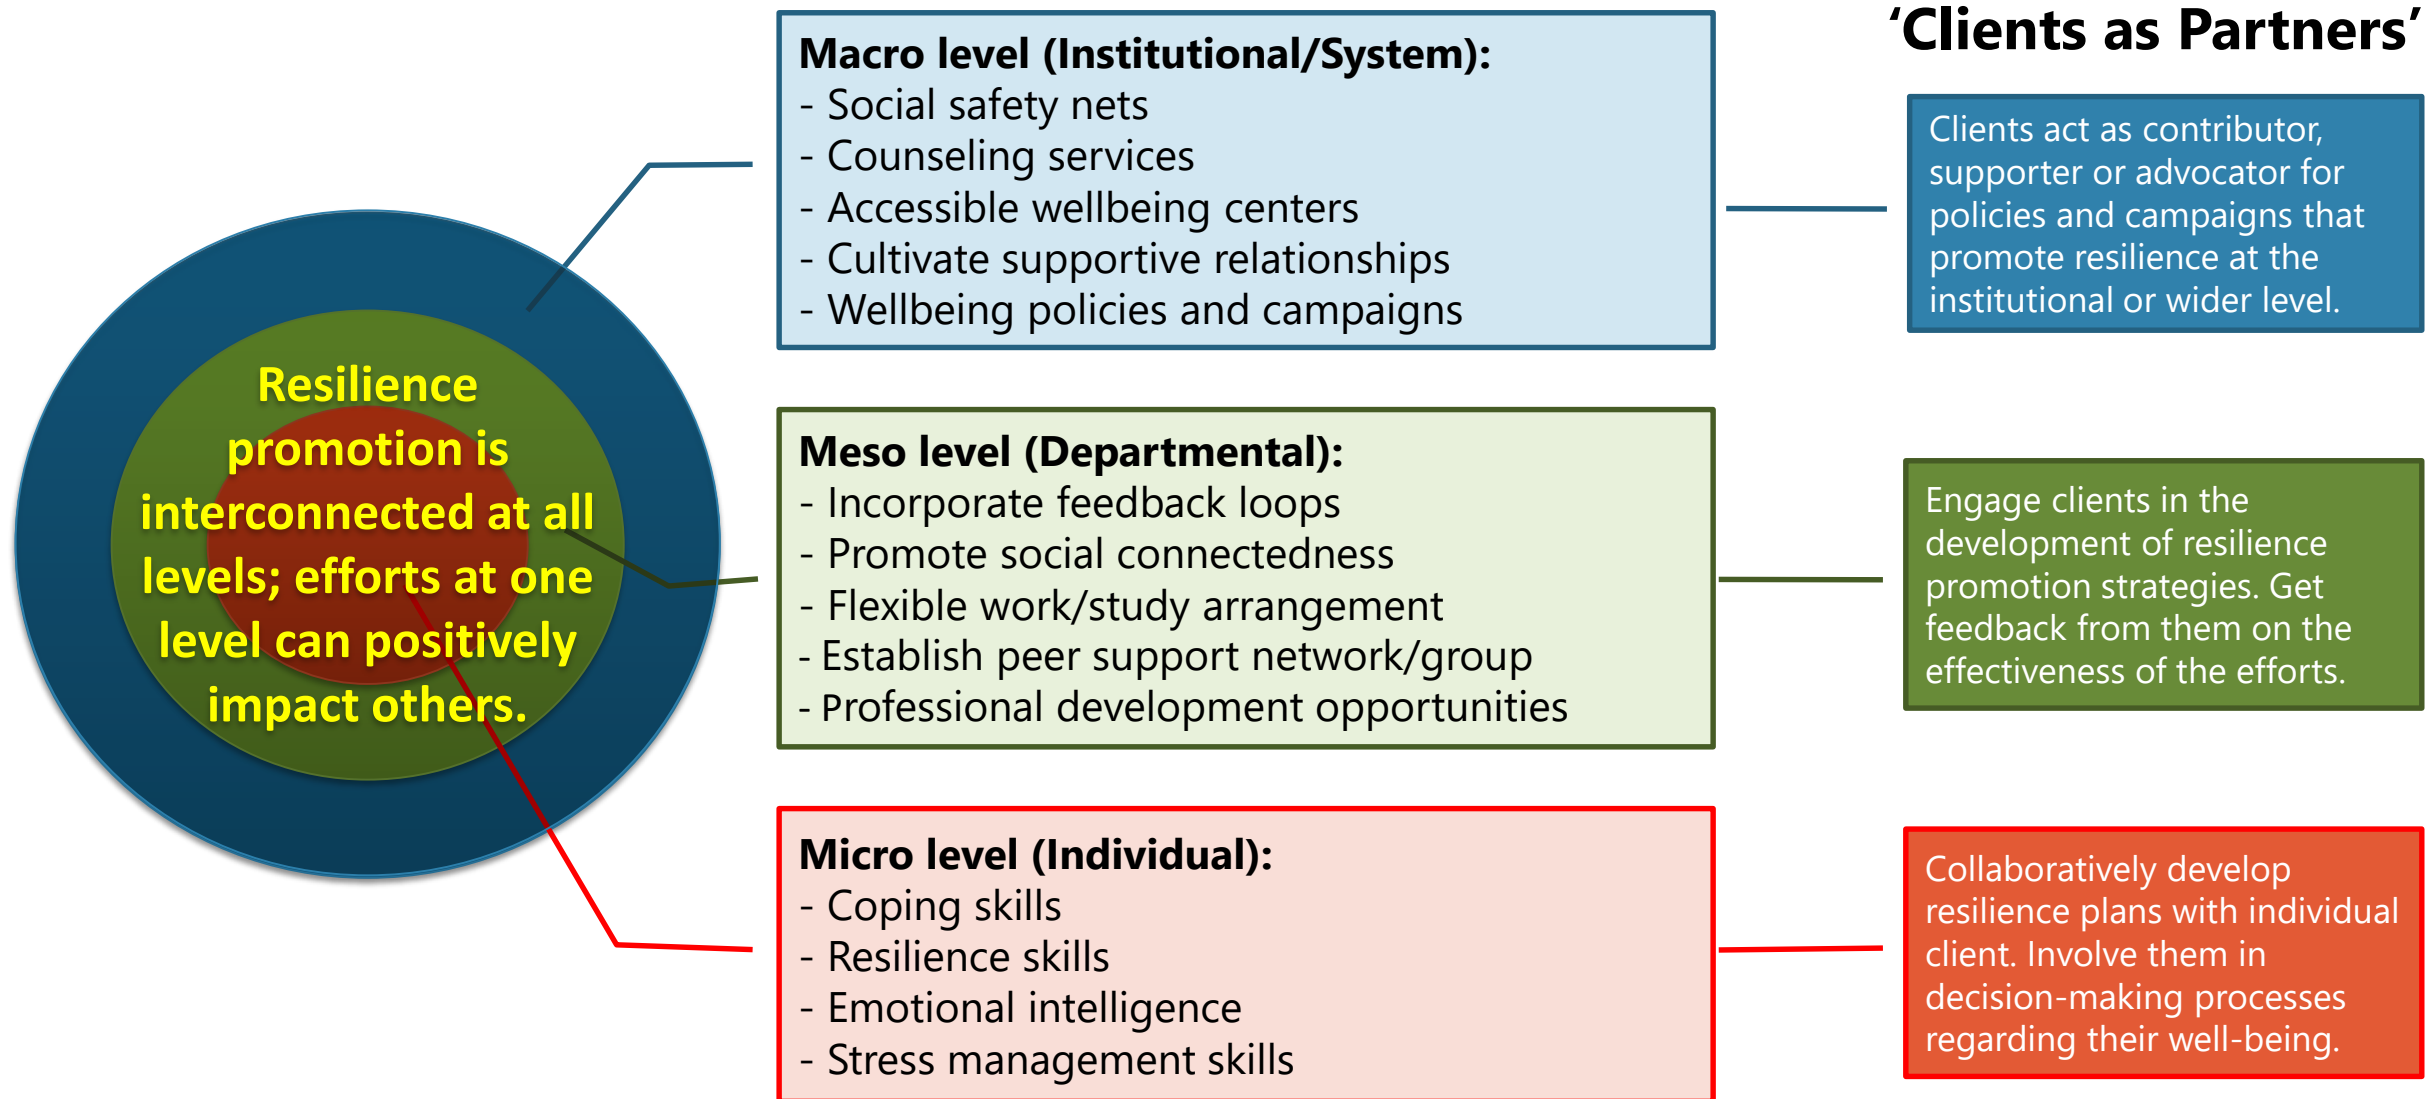 ‘Clients as Partners’
Resilience
promotion is
interconnected at all
levels; efforts at one
level can positively
impact others.
Macro level (Institutional/System):
- Social safety nets
- Counseling services
- Accessible wellbeing centers
- Cultivate supportive relationships
- Wellbeing policies and campaigns
Clients act as contributor,
supporter or advocator for
policies and campaigns that
promote resilience at the
institutional or wider level.
Meso level (Departmental):
- Incorporate feedback loops
- Promote social connectedness
- Flexible work/study arrangement
- Establish peer support network/group
- Professional development opportunities
Engage clients in the
development of resilience
promotion strategies. Get
feedback from them on the
effectiveness of the efforts.
Micro level (Individual):
- Coping skills
- Resilience skills
- Emotional intelligence
- Stress management skills
Collaboratively develop
resilience plans with individual
client. Involve them in
decision-making processes
regarding their well-being.